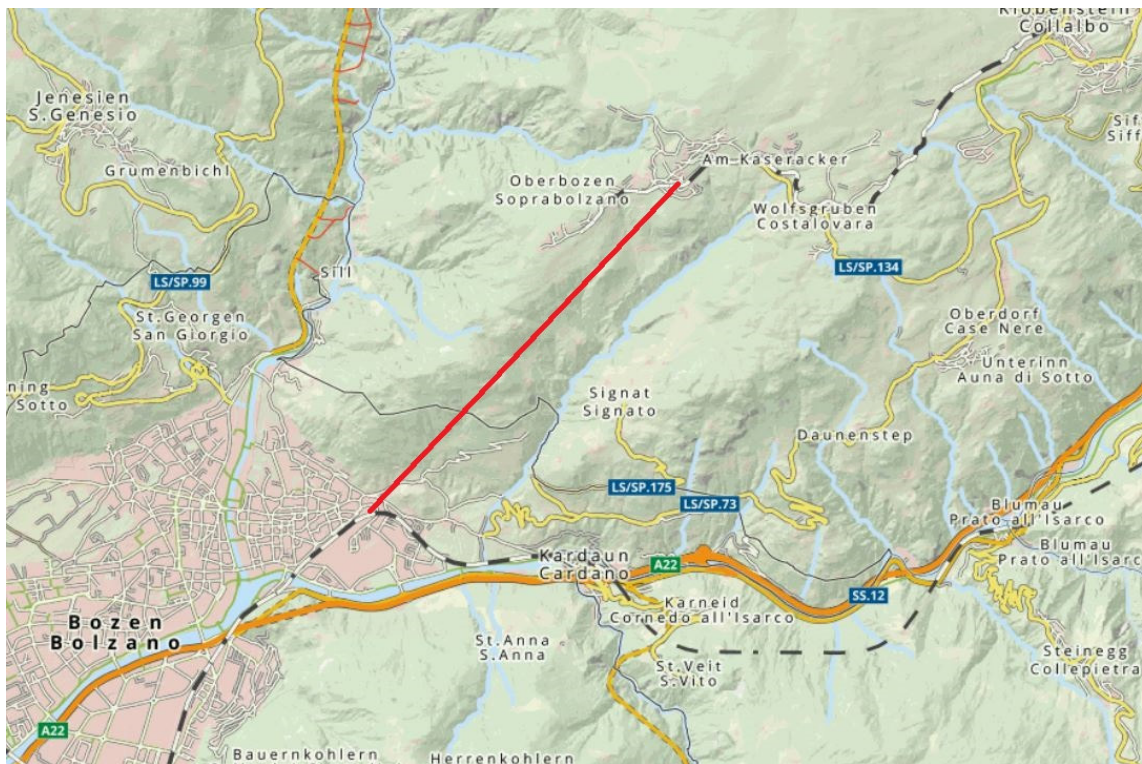 Klobenstein
Collalbo
Jenesien
S.Genesio
Grumenbichl
Am Kaseracker
Oberbozen
Soprabolzano
Wolfsgruben
Costalovara
Sill
LS/SP.99
LS/SP.134
St.Georgen
San Giorgio
Oberdorf
Case Nere
Unterinn
Auna di Sotto
ning
Sotto
Signat
Signato
Daunenstep
LS/SP.175
LS/SP.73
Blumau
Prato all'Isarco
Blumau
Prato all'Isarc
Kardaun
Cardano
A22
SS.12
Karneid
Cornedo all'Isarco
Bozen
Bolzano
St.Anna
S.Anna
St.Veit
S.Vito
Steinegg
Collepietra
A22
Bauernkohlern
Herrenkohlern